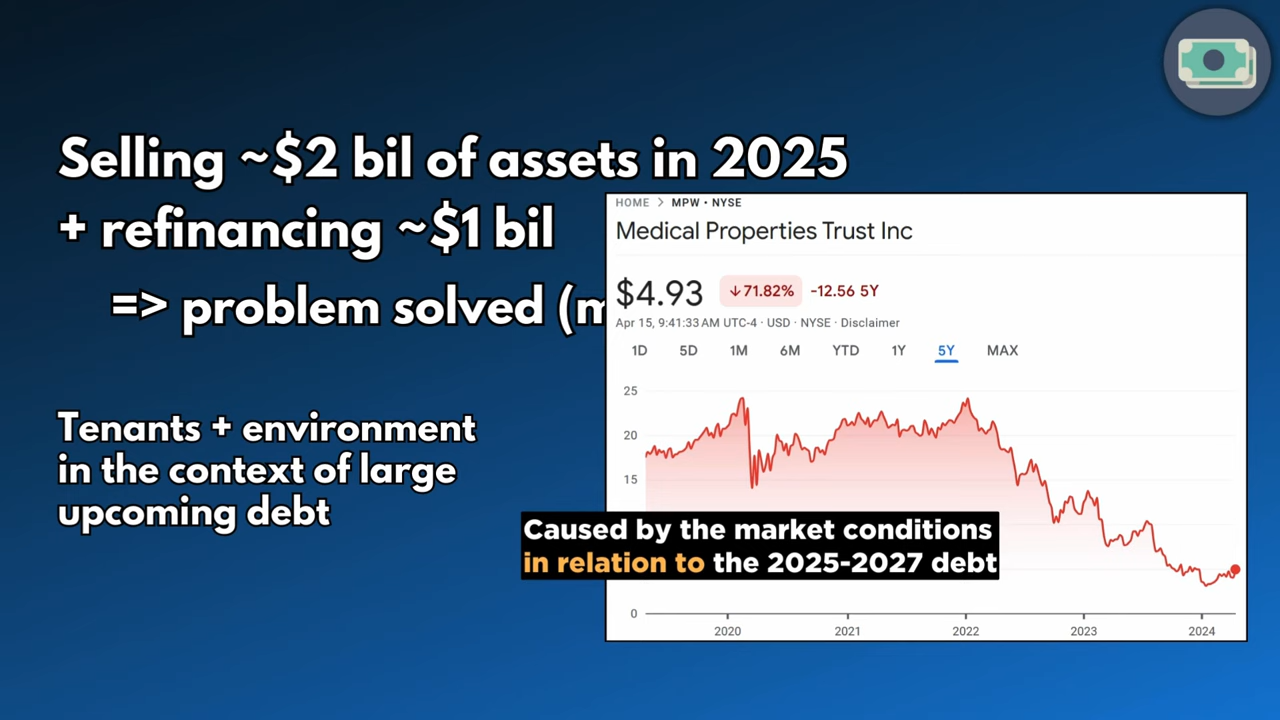 Selling ~$2 bil of assets in 2025
+ refinancing ~$1 bil
=> problem solved (m
Tenants + environment
in the context of large
upcoming debt
HOME > MPW • NYSE
Medical Properties Trust Inc
$4.93 ↓71.82% -12.56 5Y
Apr 15, 9:41:33 AM UTC-4 · USD · NYSE · Disclaimer
1D 5D 1M 6M YTD 1Y 5Y MAX
25
20
15
0
2020 2021 2022 2023 2024
Caused by the market conditions
in relation to the 2025-2027 debt